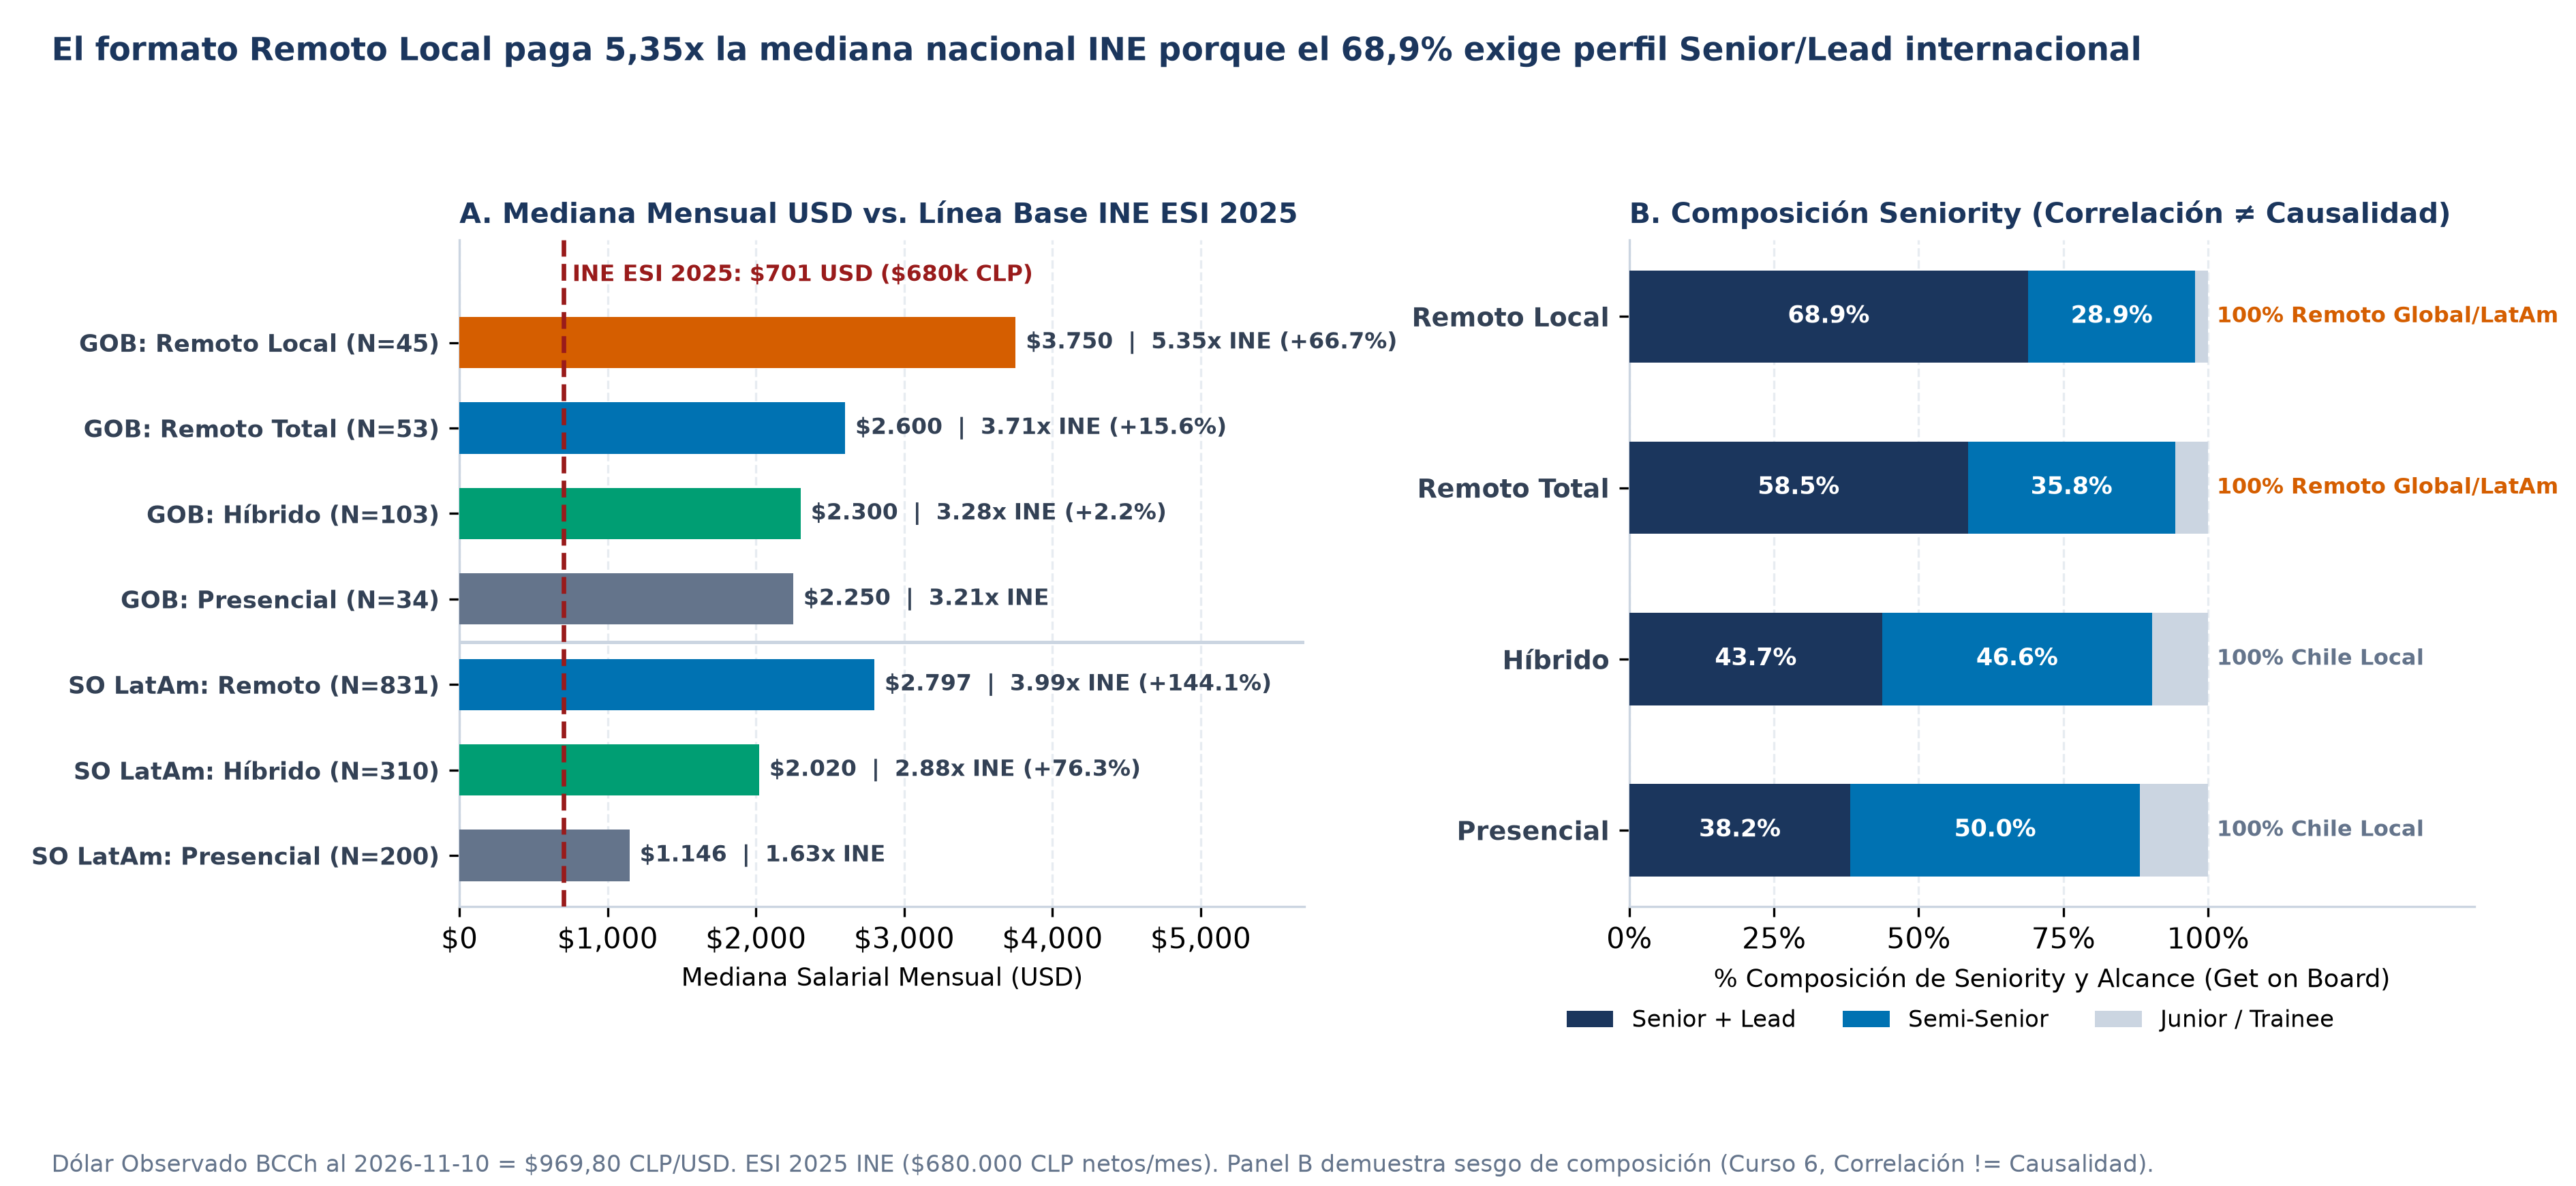 El formato Remoto Local paga 5,35x la mediana nacional INE porque el 68,9% exige perfil Senior/Lead internacional
A. Mediana Mensual USD vs. Línea Base INE ESI 2025
INE ESI 2025: $701 USD ($680k CLP)
GOB: Remoto Local (N=45)
$3.750 | 5.35x INE (+66.7%)
GOB: Remoto Total (N=53)
$2.600 | 3.71x INE (+15.6%)
GOB: Híbrido (N=103)
$2.300 | 3.28x INE (+2.2%)
GOB: Presencial (N=34)
$2.250 | 3.21x INE
SO LatAm: Remoto (N=831)
$2.797 | 3.99x INE (+144.1%)
SO LatAm: Híbrido (N=310)
$2.020 | 2.88x INE (+76.3%)
SO LatAm: Presencial (N=200)
$1.146 | 1.63x INE
$0 $1,000 $2,000 $3,000 $4,000 $5,000
Mediana Salarial Mensual (USD)
B. Composición Seniority (Correlación ≠ Causalidad)
Remoto Local 68.9% 28.9% 100% Remoto Global/LatAm
Remoto Total 58.5% 35.8% 100% Remoto Global/LatAm
Híbrido 43.7% 46.6% 100% Chile Local
Presencial 38.2% 50.0% 100% Chile Local
0% 25% 50% 75% 100%
% Composición de Seniority y Alcance (Get on Board)
Senior + Lead Semi-Senior Junior / Trainee
Dólar Observado BCCh al 2026-11-10 = $969,80 CLP/USD. ESI 2025 INE ($680.000 CLP netos/mes). Panel B demuestra sesgo de composición (Curso 6, Correlación != Causalidad).